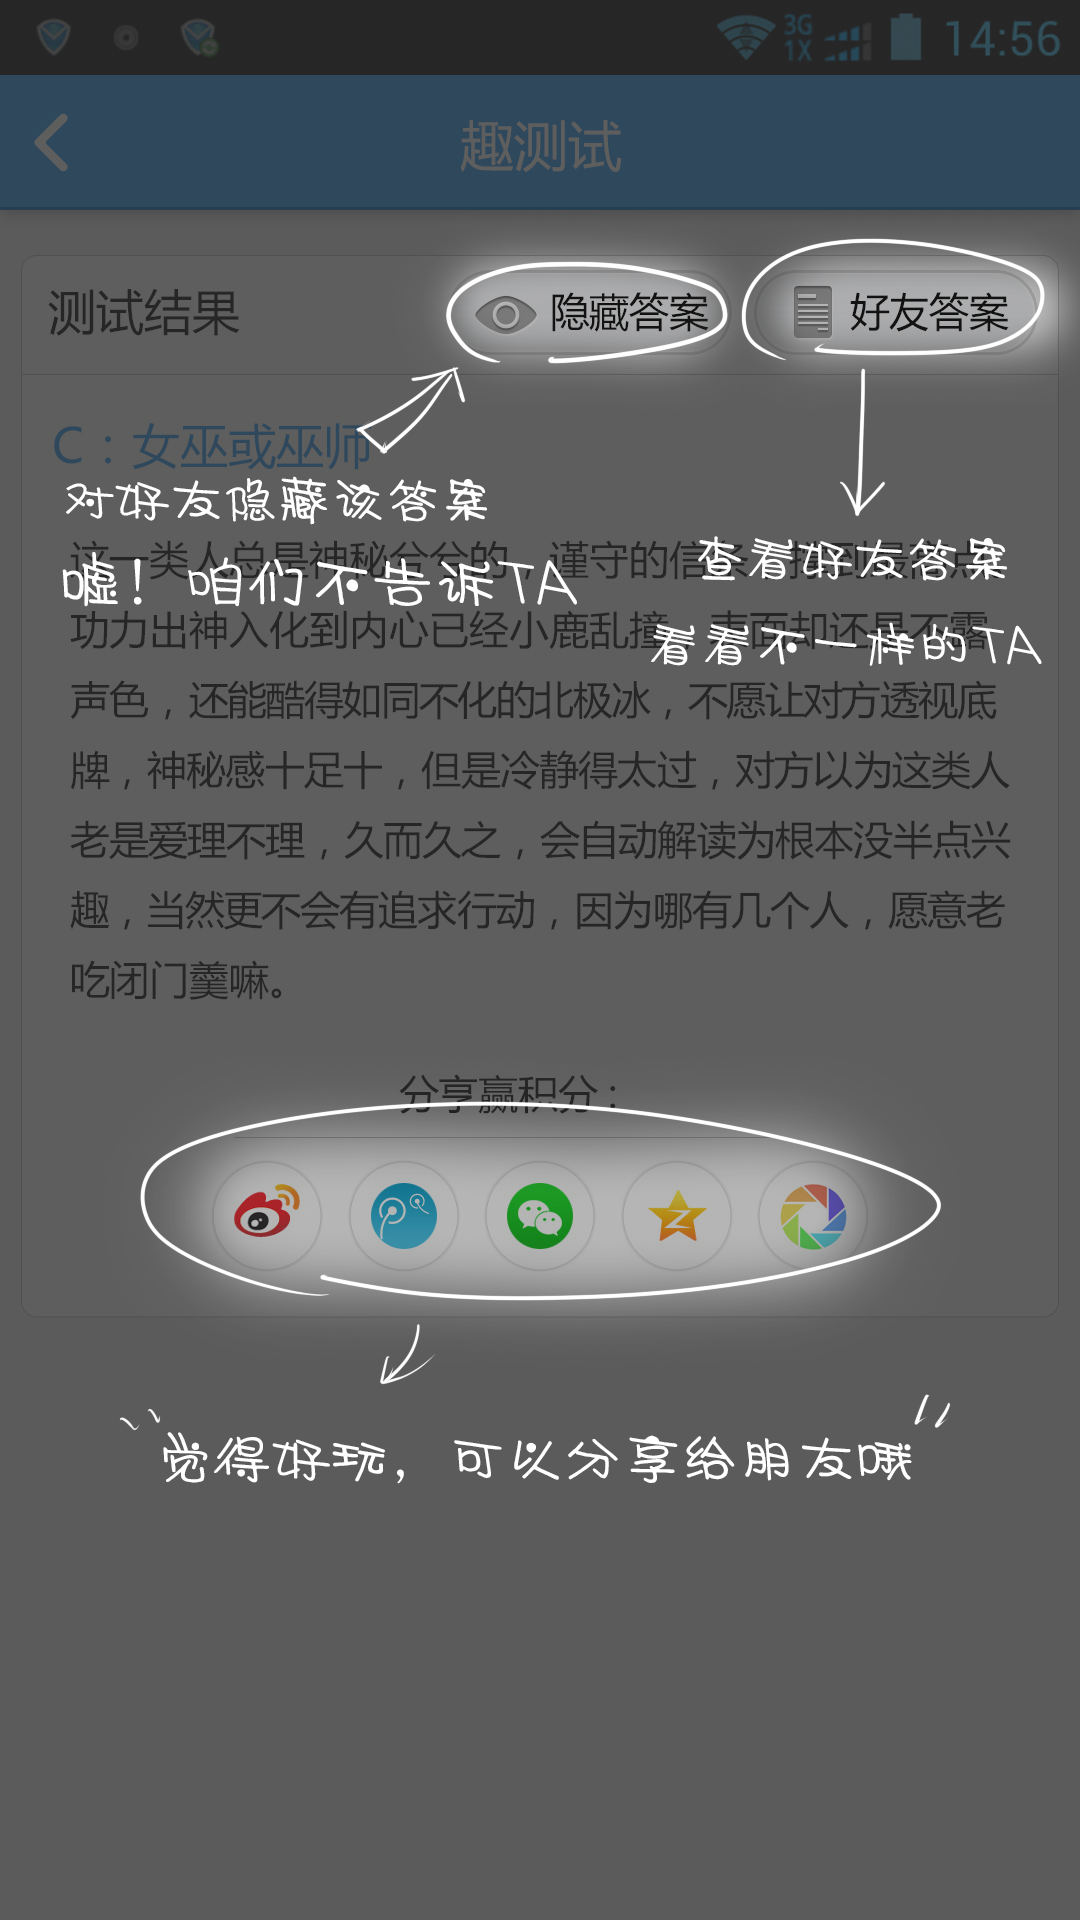 3G
1X
14:56
趣测试
测试结果
隐藏答案
好友答案
C：女巫或巫师
对好友隐藏该答案
嘘！咱们不告诉TA
查看好友答案
看看不一样的TA
这一类人总是神秘兮兮的，谨守的信条
功力出神入化到内心已经小鹿乱撞，表面却还是不露
声色，还能酷得如同不化的北极冰，不愿让对方透视底
牌，神秘感十足十，但是冷静得太过，对方以为这类人
老是爱理不理，久而久之，会自动解读为根本没半点兴
趣，当然更不会有追求行动，因为哪有几个人，愿意老
吃闭门羹嘛。
分享赢积分：
觉得好玩，可以分享给朋友哦